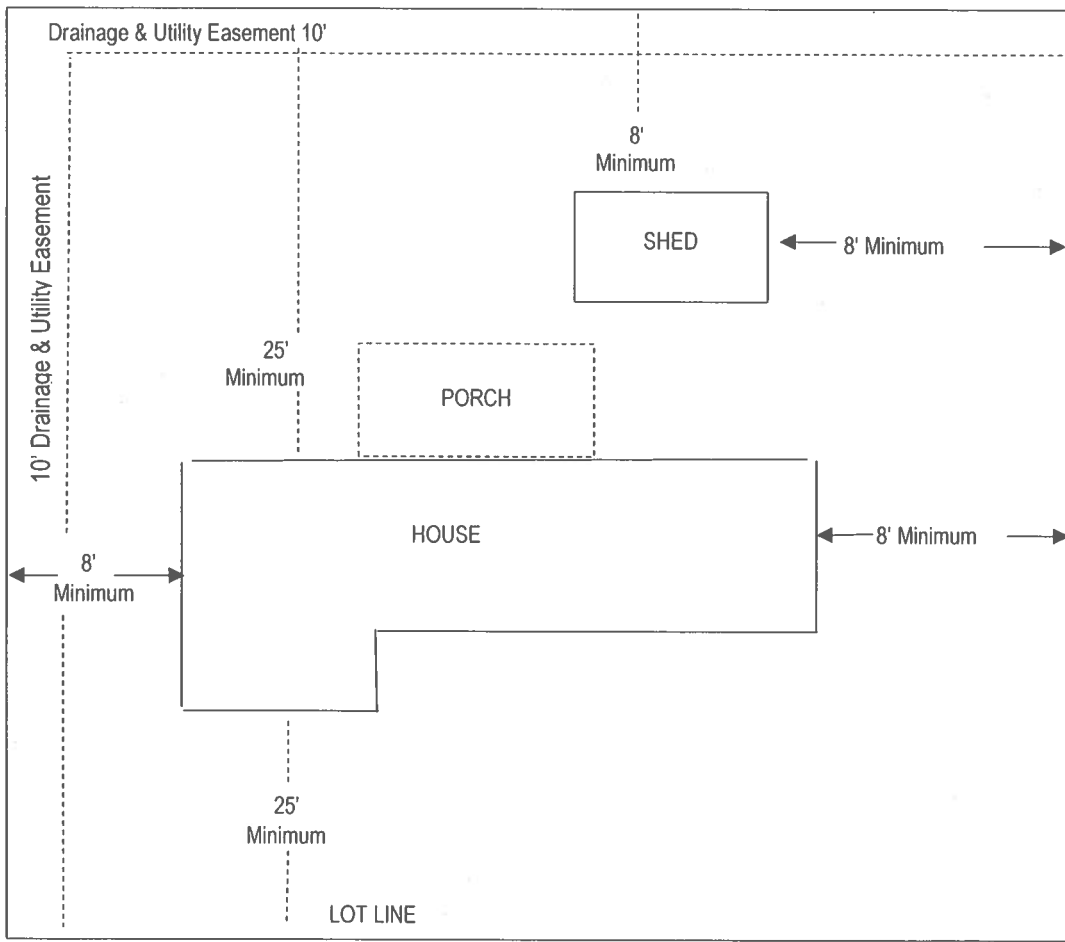 Drainage & Utility Easement 10'
8'
Minimum
SHED
8' Minimum
10' Drainage & Utility Easement
25'
Minimum
PORCH
HOUSE
8' Minimum
8'
Minimum
25'
Minimum
LOT LINE